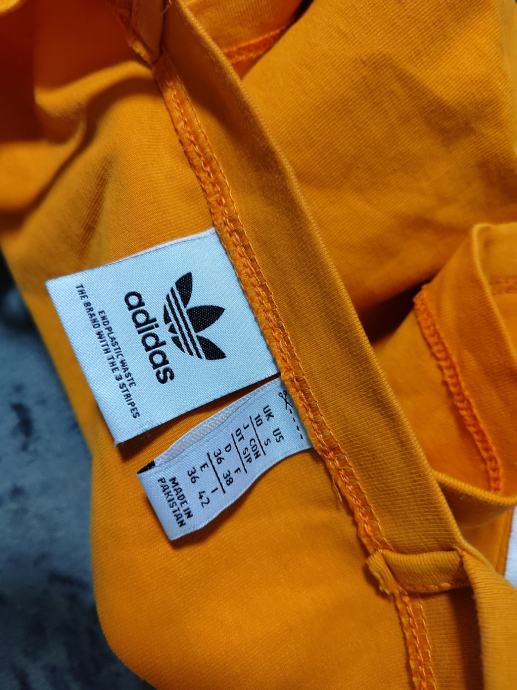 adidas
END PLASTIC WASTE
THE BRAND WITH THE 3 STRIPES
UK US
10 S
J CDN
OT S/P
D F
36 38
E I
36 42
MADE IN
PAKISTAN